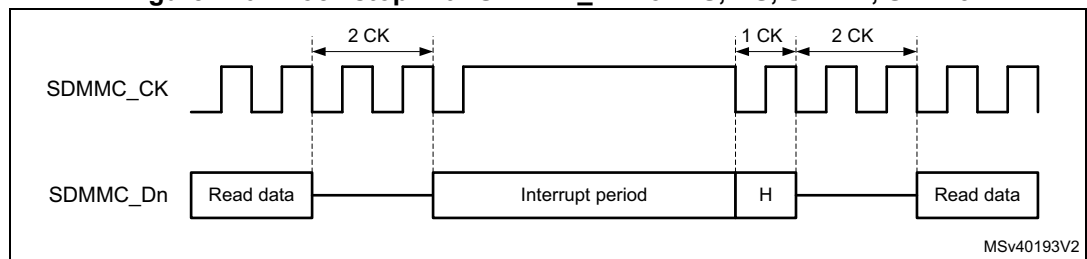 2 CK
1 CK
2 CK
SDMMC_CK
SDMMC_Dn
Read data
Interrupt period
H
Read data
MSv40193V2